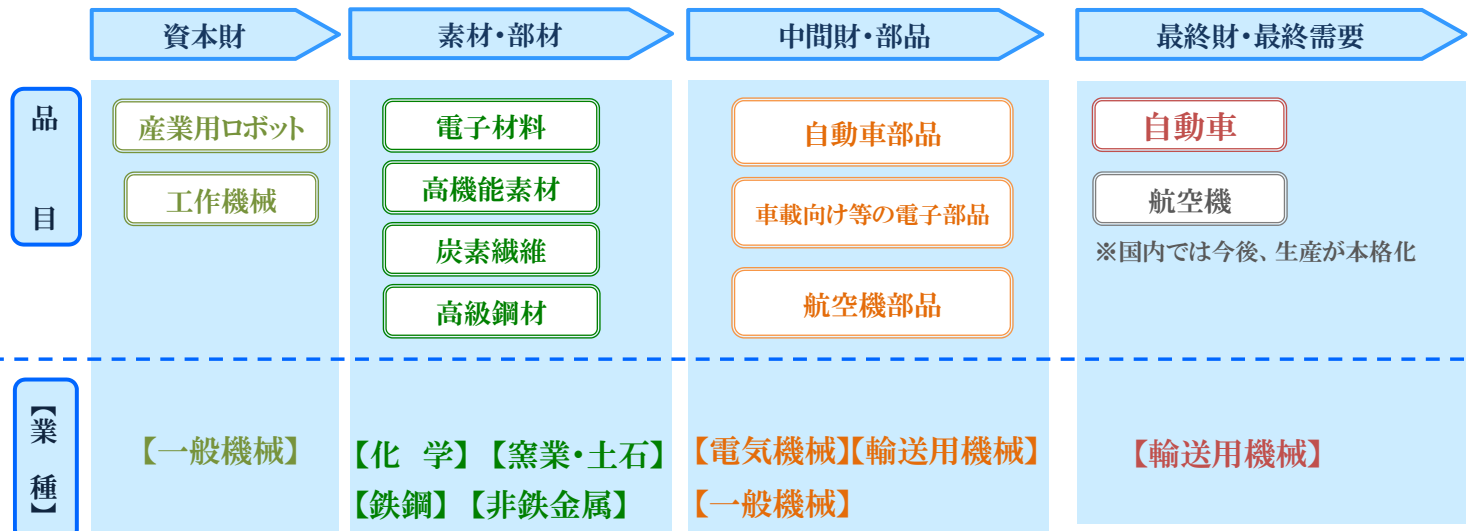 資本財
素材・部材
中間財・部品
最終財・最終需要
品目
産業用ロボット
工作機械
電子材料
高機能素材
炭素繊維
高級鋼材
自動車部品
車載向け等の電子部品
航空機部品
自動車
航空機
※国内では今後、生産が本格化
【業種】
【一般機械】
【化 学】【窯業・土石】
【鉄鋼】【非鉄金属】
【電気機械】【輸送用機械】
【一般機械】
【輸送用機械】